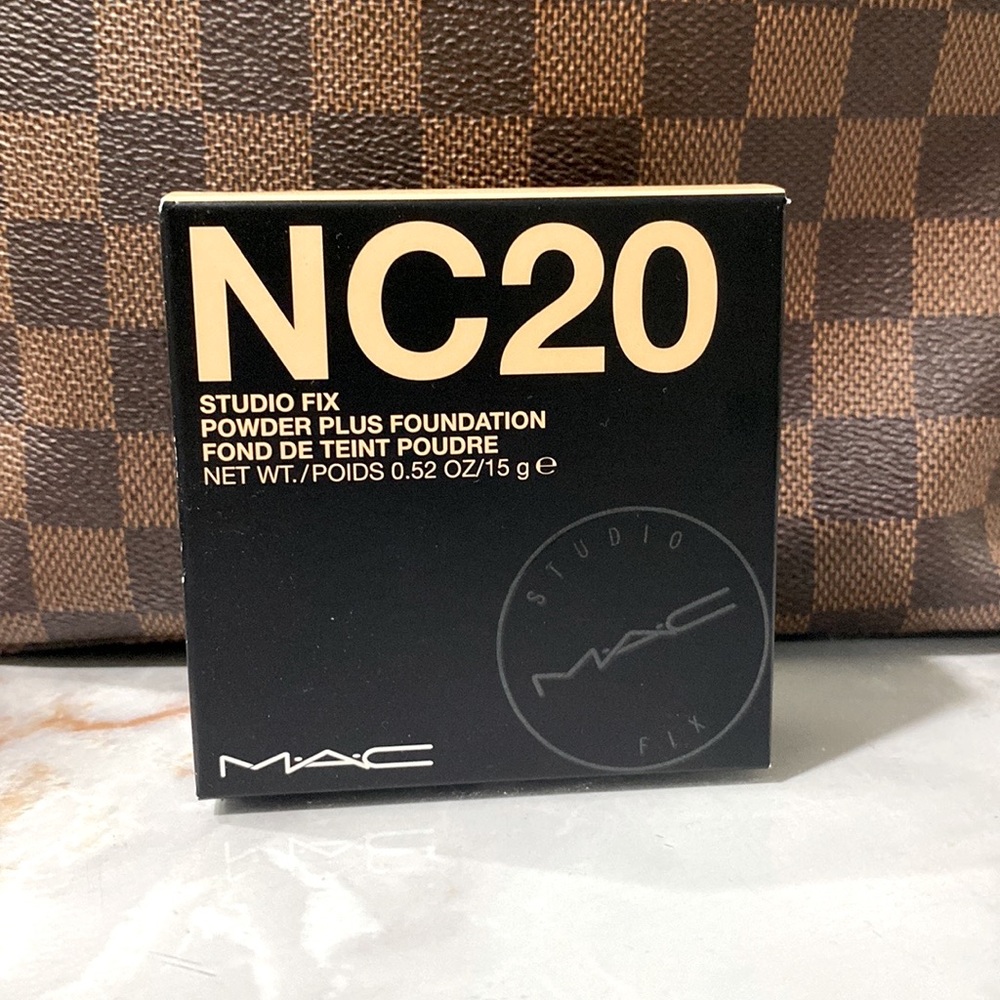 NC20
STUDIO FIX
POWDER PLUS FOUNDATION
FOND DE TEINT POUDRE
NET WT./POIDS 0.52 OZ/15 g ℮
STUDIO
M·A·C
FIX
M·A·C